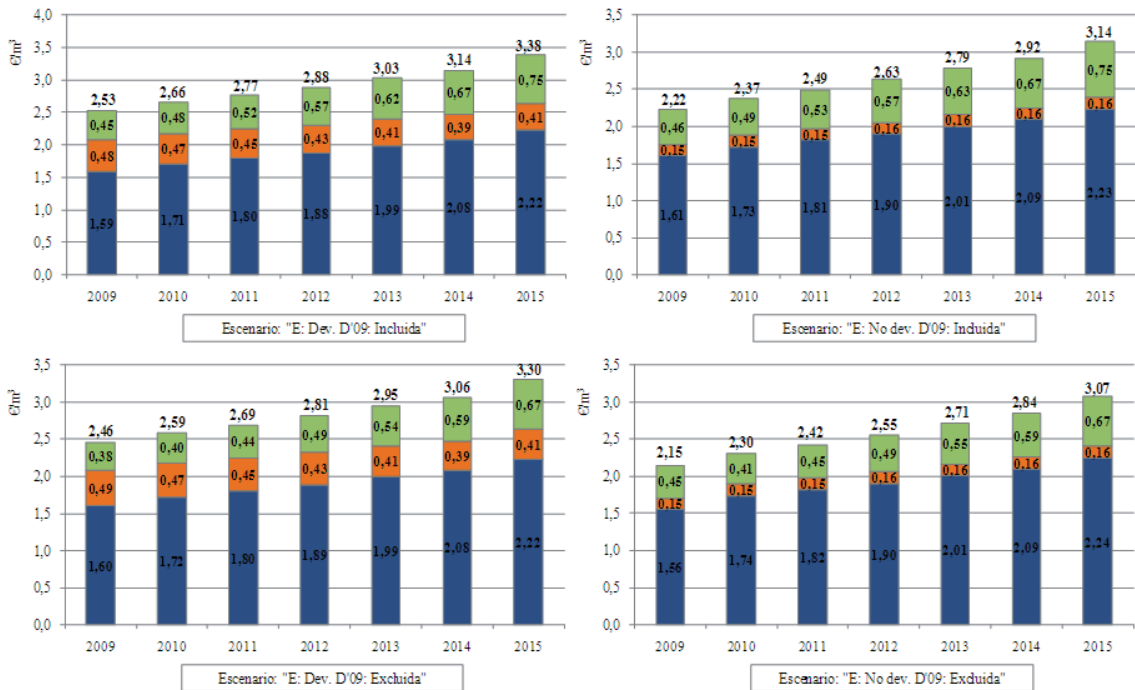 €/m³
4,0
3,5
3,0
2,5
2,0
1,5
1,0
0,5
0,0
2,53 2,66 2,77 2,88 3,03 3,14 3,38
0,45 0,48 0,52 0,57 0,62 0,67 0,75
0,48 0,47 0,45 0,43 0,41 0,39 0,41
1,59 1,71 1,80 1,88 1,99 2,08 2,22
2009 2010 2011 2012 2013 2014 2015
Escenario: "E: Dev. D'09: Incluida"
€/m³
3,5
3,0
2,5
2,0
1,5
1,0
0,5
0,0
2,22 2,37 2,49 2,63 2,79 2,92 3,14
0,46 0,49 0,53 0,57 0,63 0,67 0,75
0,15 0,15 0,15 0,16 0,16 0,16 0,16
1,61 1,73 1,81 1,90 2,01 2,09 2,23
2009 2010 2011 2012 2013 2014 2015
Escenario: "E: No dev. D'09: Incluida"
€/m³
3,5
3,0
2,5
2,0
1,5
1,0
0,5
0,0
2,46 2,59 2,69 2,81 2,95 3,06 3,30
0,38 0,40 0,44 0,49 0,54 0,59 0,67
0,49 0,47 0,45 0,43 0,41 0,39 0,41
1,60 1,72 1,80 1,89 1,99 2,08 2,22
2009 2010 2011 2012 2013 2014 2015
Escenario: "E: Dev. D'09: Excluida"
€/m³
3,5
3,0
2,5
2,0
1,5
1,0
0,5
0,0
2,15 2,30 2,42 2,55 2,71 2,84 3,07
0,45 0,41 0,45 0,49 0,55 0,59 0,67
0,15 0,15 0,15 0,16 0,16 0,16 0,16
1,56 1,74 1,82 1,90 2,01 2,09 2,24
2009 2010 2011 2012 2013 2014 2015
Escenario: "E: No dev. D'09: Excluida"